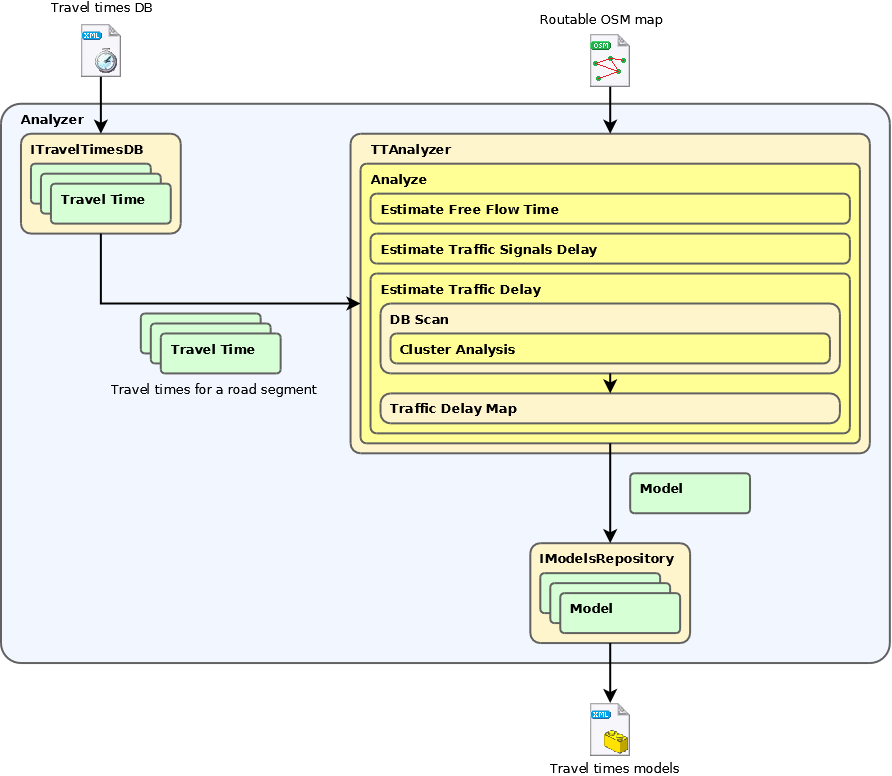 Travel times DB
XML
Routable OSM map
OSM
Analyzer
ITravelTimesDB
Travel Time
TTAnalyzer
Analyze
Estimate Free Flow Time
Estimate Traffic Signals Delay
Estimate Traffic Delay
DB Scan
Cluster Analysis
Traffic Delay Map
Travel Time
Travel times for a road segment
Model
IModelsRepository
Model
XML
Travel times models